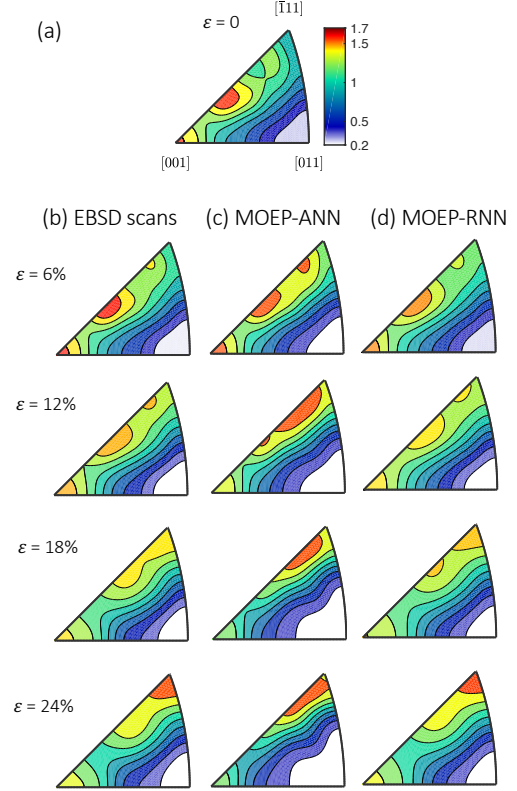 [1̄11]
(a)
ε = 0
1.7
1.5
1
0.5
0.2
[001]
[011]
(b) EBSD scans
(c) MOEP-ANN
(d) MOEP-RNN
ε = 6%
ε = 12%
ε = 18%
ε = 24%